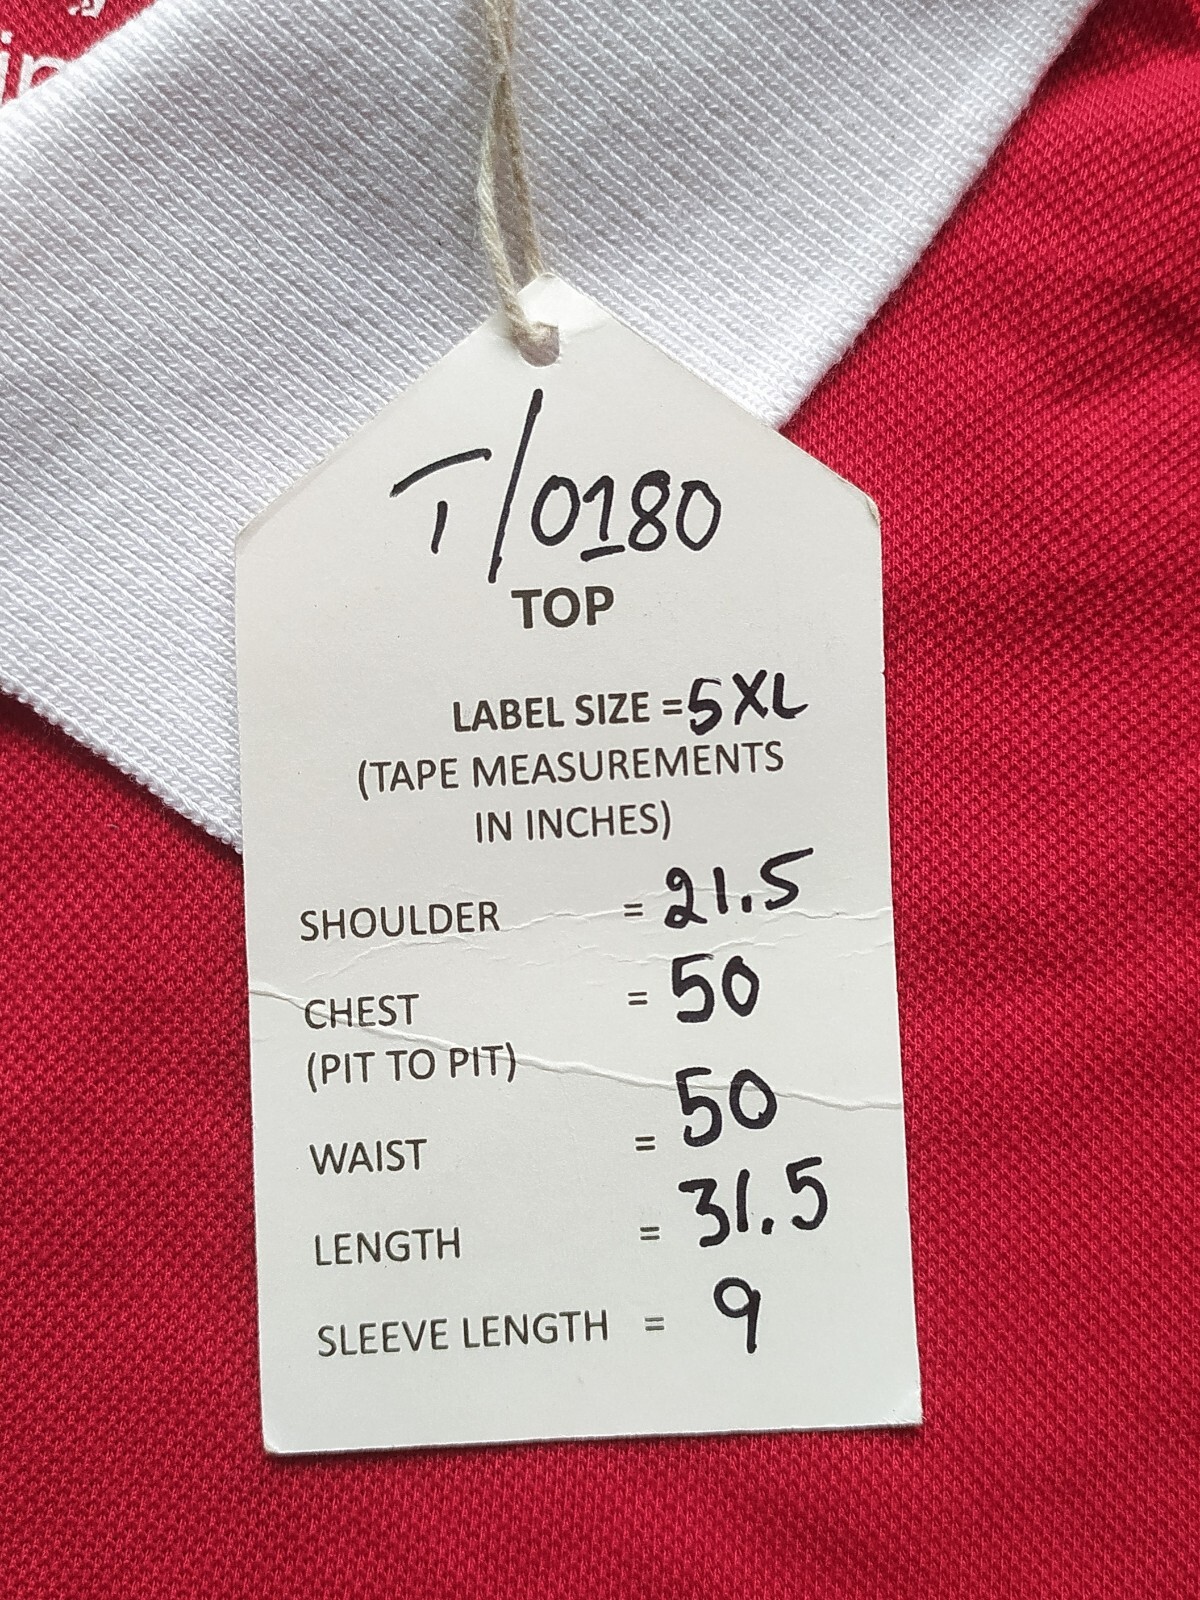 T/0180
TOP
LABEL SIZE =5XL
(TAPE MEASUREMENTS
IN INCHES)
SHOULDER = 21.5
CHEST = 50
(PIT TO PIT)
WAIST = 50
LENGTH = 31.5
SLEEVE LENGTH = 9